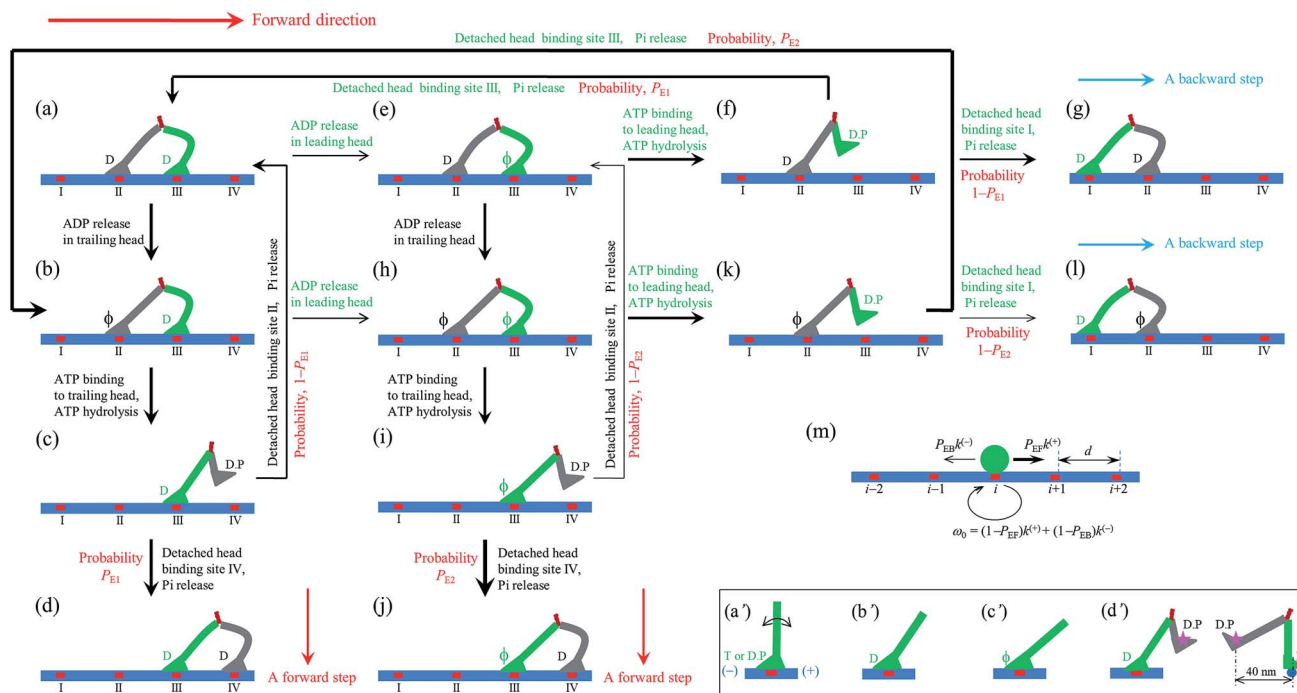 Forward direction
Detached head binding site III, Pi release Probability, PE2
Detached head binding site III, Pi release Probability, PE1
(a)
D
D
I II III IV
ADP release
in leading head
(e)
D
ϕ
I II III IV
ATP binding
to leading head,
ATP hydrolysis
(f)
D.P
D
I II III IV
Detached head
binding site I,
Pi release
Probability
1–PE1
A backward step
(g)
D
D
I II III IV
ADP release
in trailing head
ADP release
in trailing head
(b)
ϕ
D
I II III IV
ADP release
in leading head
(h)
ϕ
ϕ
I II III IV
ATP binding
to leading head,
ATP hydrolysis
(k)
D.P
ϕ
I II III IV
Detached head
binding site I,
Pi release
Probability
1–PE2
A backward step
(l)
D
ϕ
I II III IV
Detached head binding site II, Pi release
Probability, 1–PE1
Detached head binding site II, Pi release
Probability, 1–PE2
ATP binding
to trailing head,
ATP hydrolysis
ATP binding
to trailing head,
ATP hydrolysis
(c)
D.P
D
I II III IV
(i)
D.P
ϕ
I II III IV
(m)
PEBk(–) PEFk(+) d
i–2 i–1 i i+1 i+2
ω0 = (1–PEF)k(+) + (1–PEB)k(–)
Probability
PE1
Detached head
binding site IV,
Pi release
Probability
PE2
Detached head
binding site IV,
Pi release
(d)
D
D
I II III IV
A forward step
(j)
ϕ
D
I II III IV
A forward step
(a´)
T or D.P
(–) (+)
(b´)
D
(c´)
ϕ
(d´)
D.P
D
D.P
40 nm